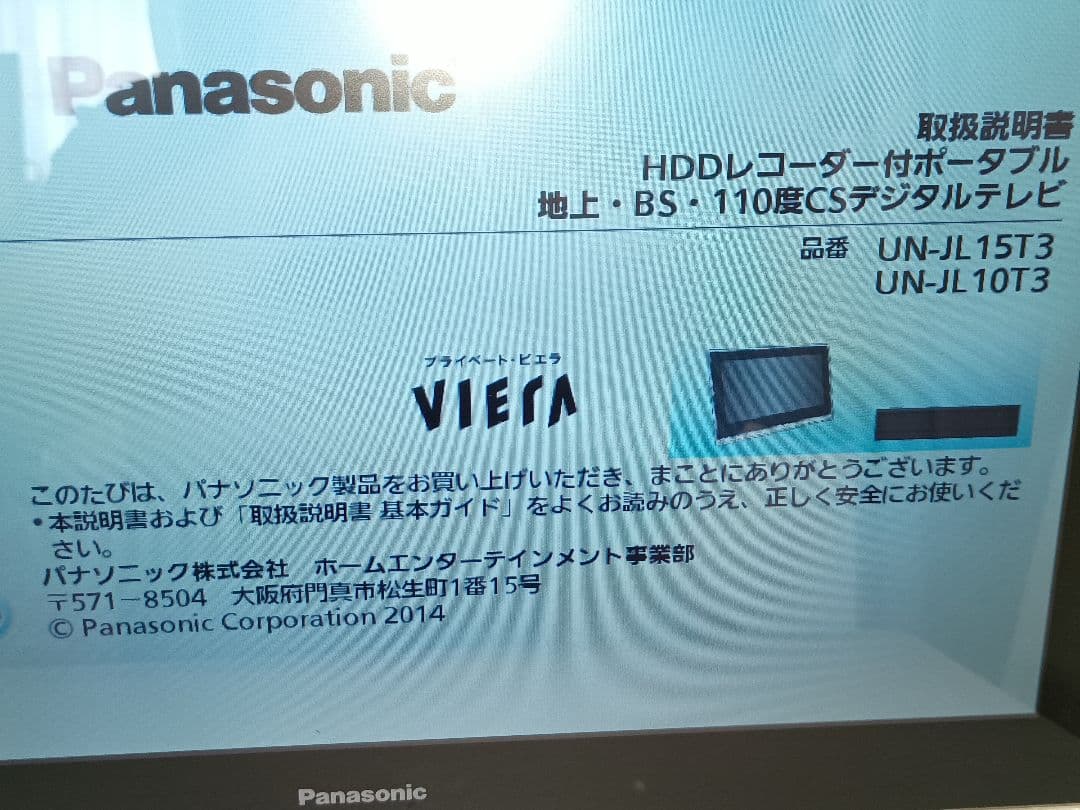 Panasonic
取扱説明書
HDDレコーダー付ポータブル
地上・BS・110度CSデジタルテレビ
品番 UN-JL15T3
UN-JL10T3
プライベート・ビエラ
VIERA
このたびは、パナソニック製品をお買い上げいただき、まことにありがとうございます。
•本説明書および「取扱説明書 基本ガイド」をよくお読みのうえ、正しく安全にお使いくだ
さい。
パナソニック株式会社 ホームエンターテインメント事業部
〒571－8504 大阪府門真市松生町1番15号
© Panasonic Corporation 2014
Panasonic